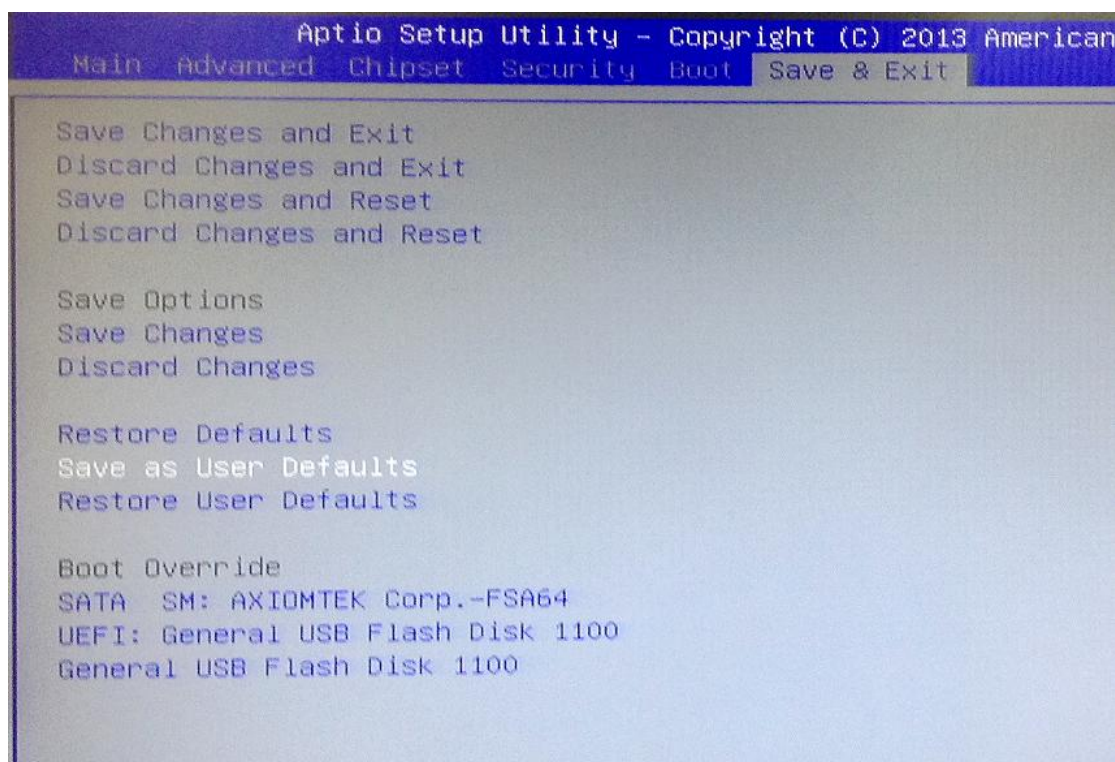 Aptio Setup Utility - Copyright (C) 2013 American
Main Advanced Chipset Security Boot Save & Exit
Save Changes and Exit
Discard Changes and Exit
Save Changes and Reset
Discard Changes and Reset
Save Options
Save Changes
Discard Changes
Restore Defaults
Save as User Defaults
Restore User Defaults
Boot Override
SATA SM: AXIOMTEK Corp.-FSA64
UEFI: General USB Flash Disk 1100
General USB Flash Disk 1100